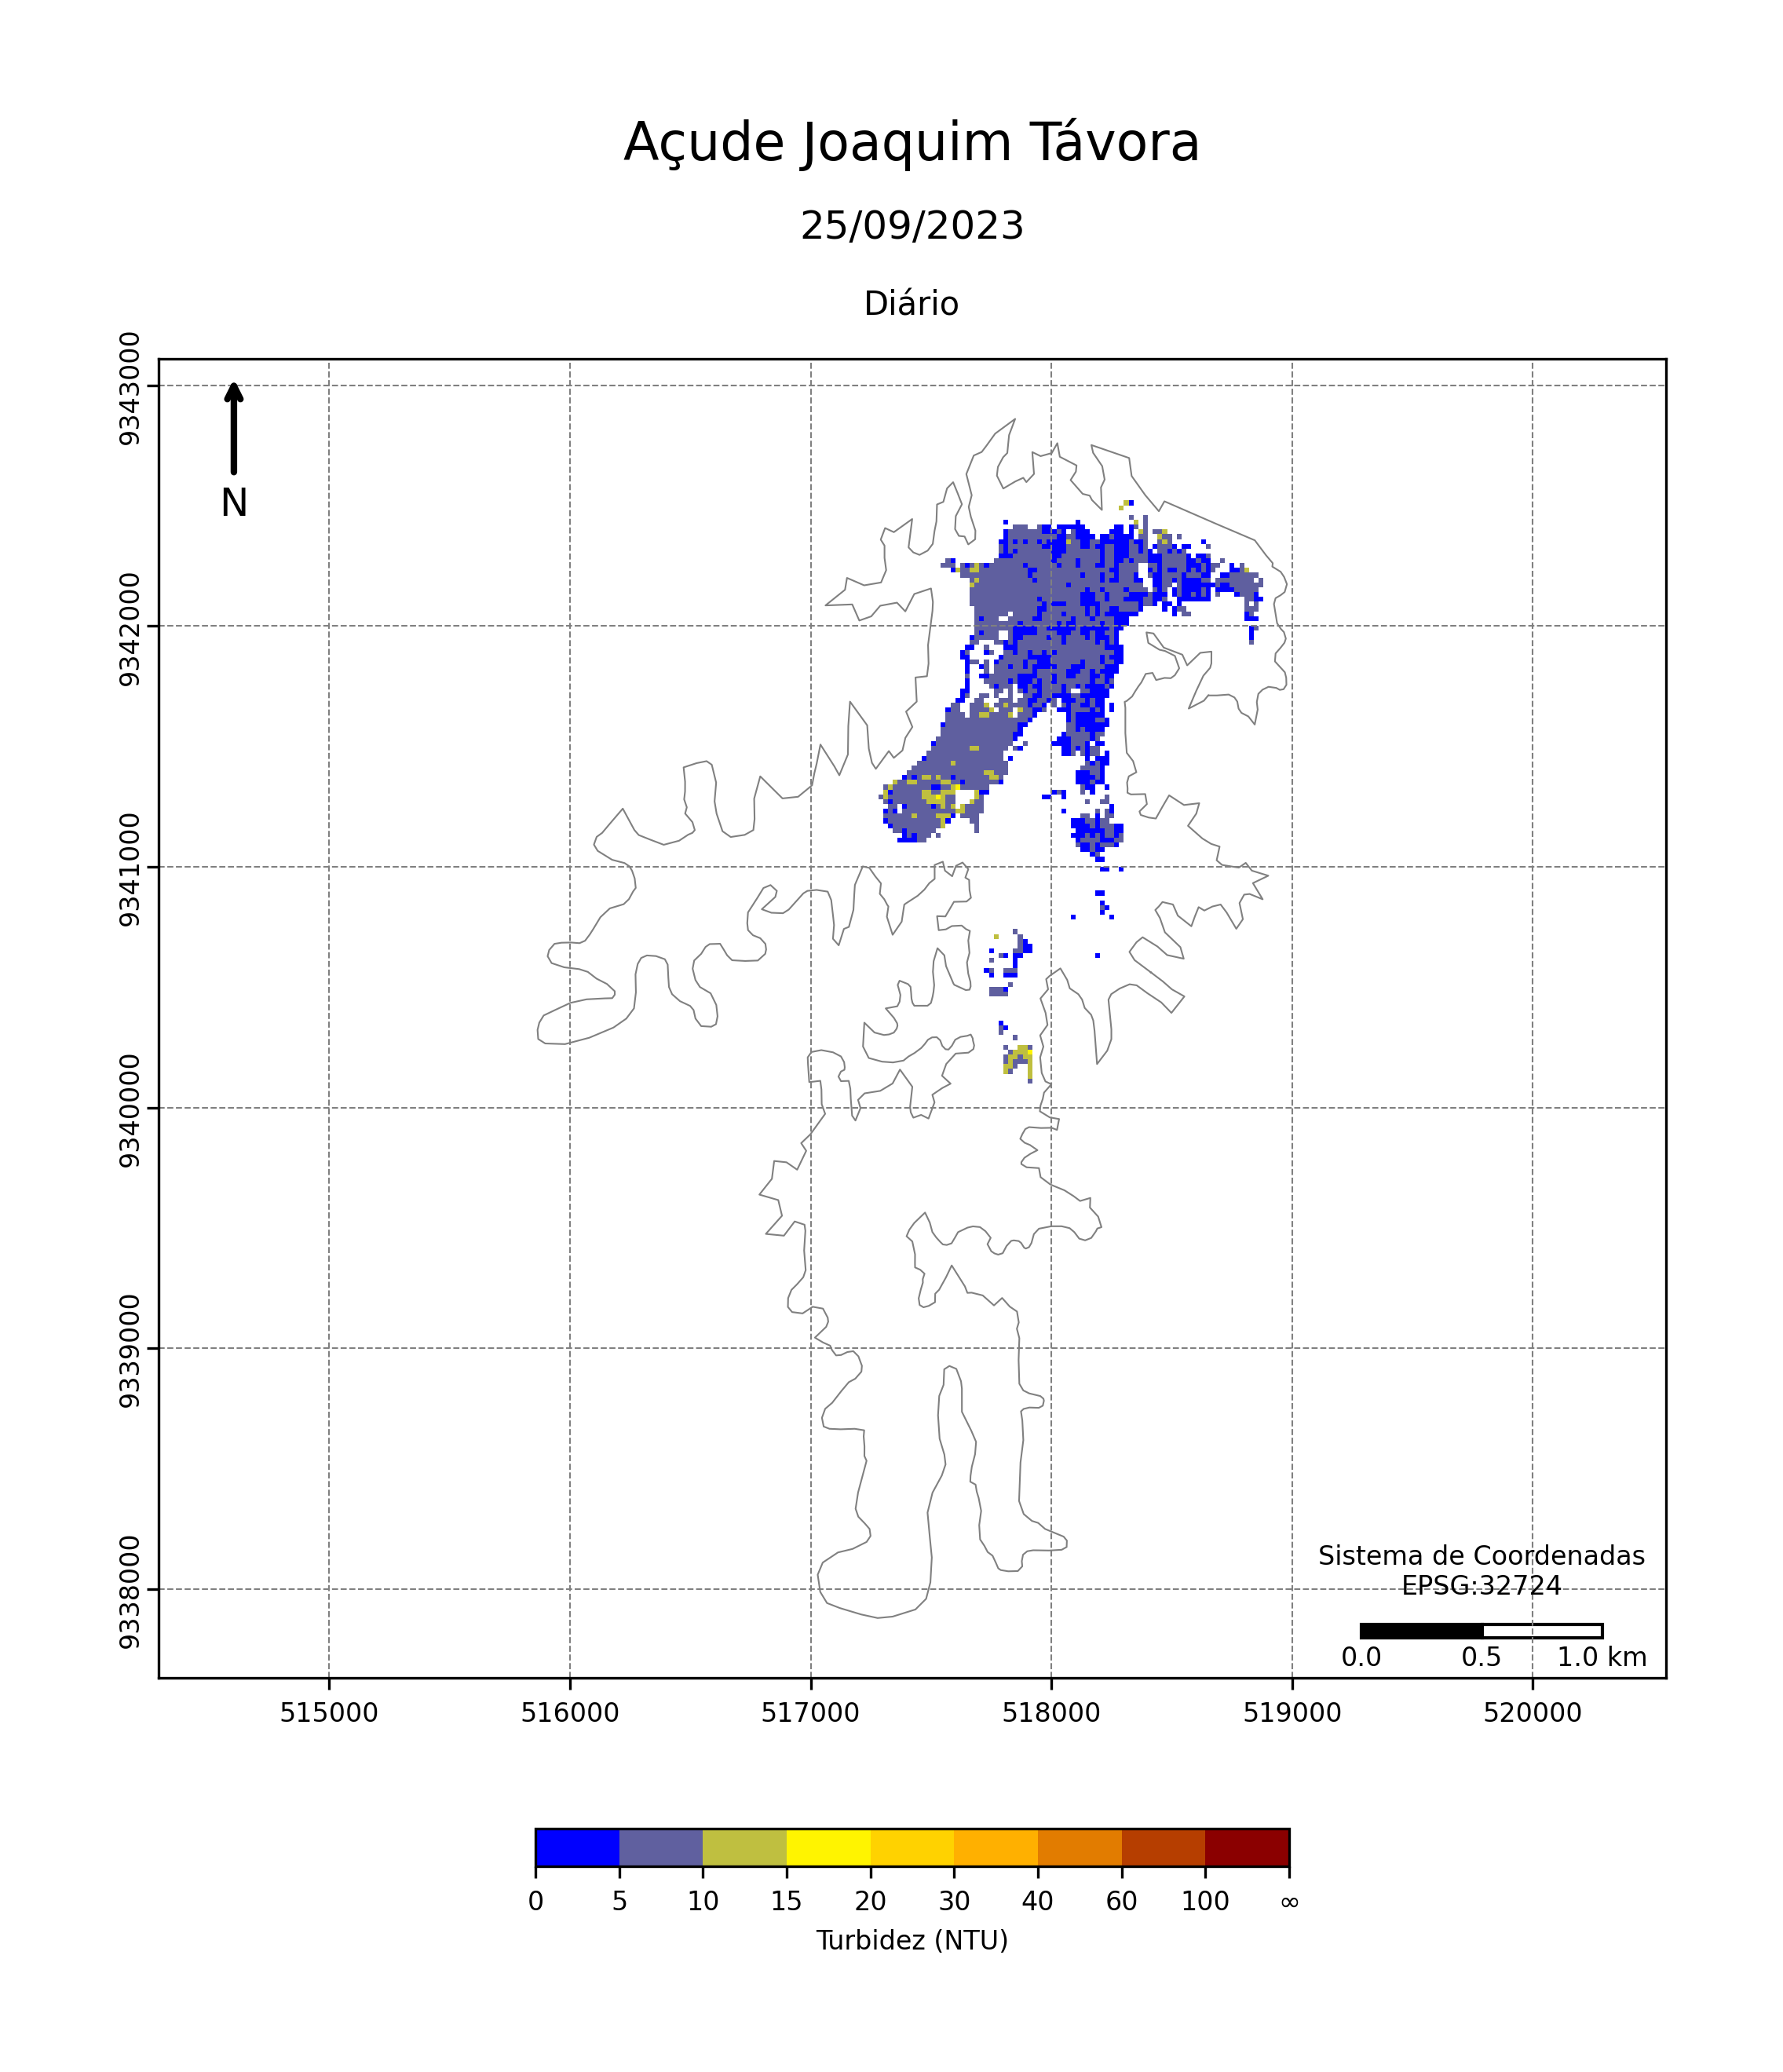 Açude Joaquim Távora
25/09/2023
Diário
N
9343000
9342000
9341000
9340000
9339000
9338000
515000 516000 517000 518000 519000 520000
Sistema de Coordenadas
EPSG:32724
0.0 0.5 1.0 km
0 5 10 15 20 30 40 60 100 ∞
Turbidez (NTU)